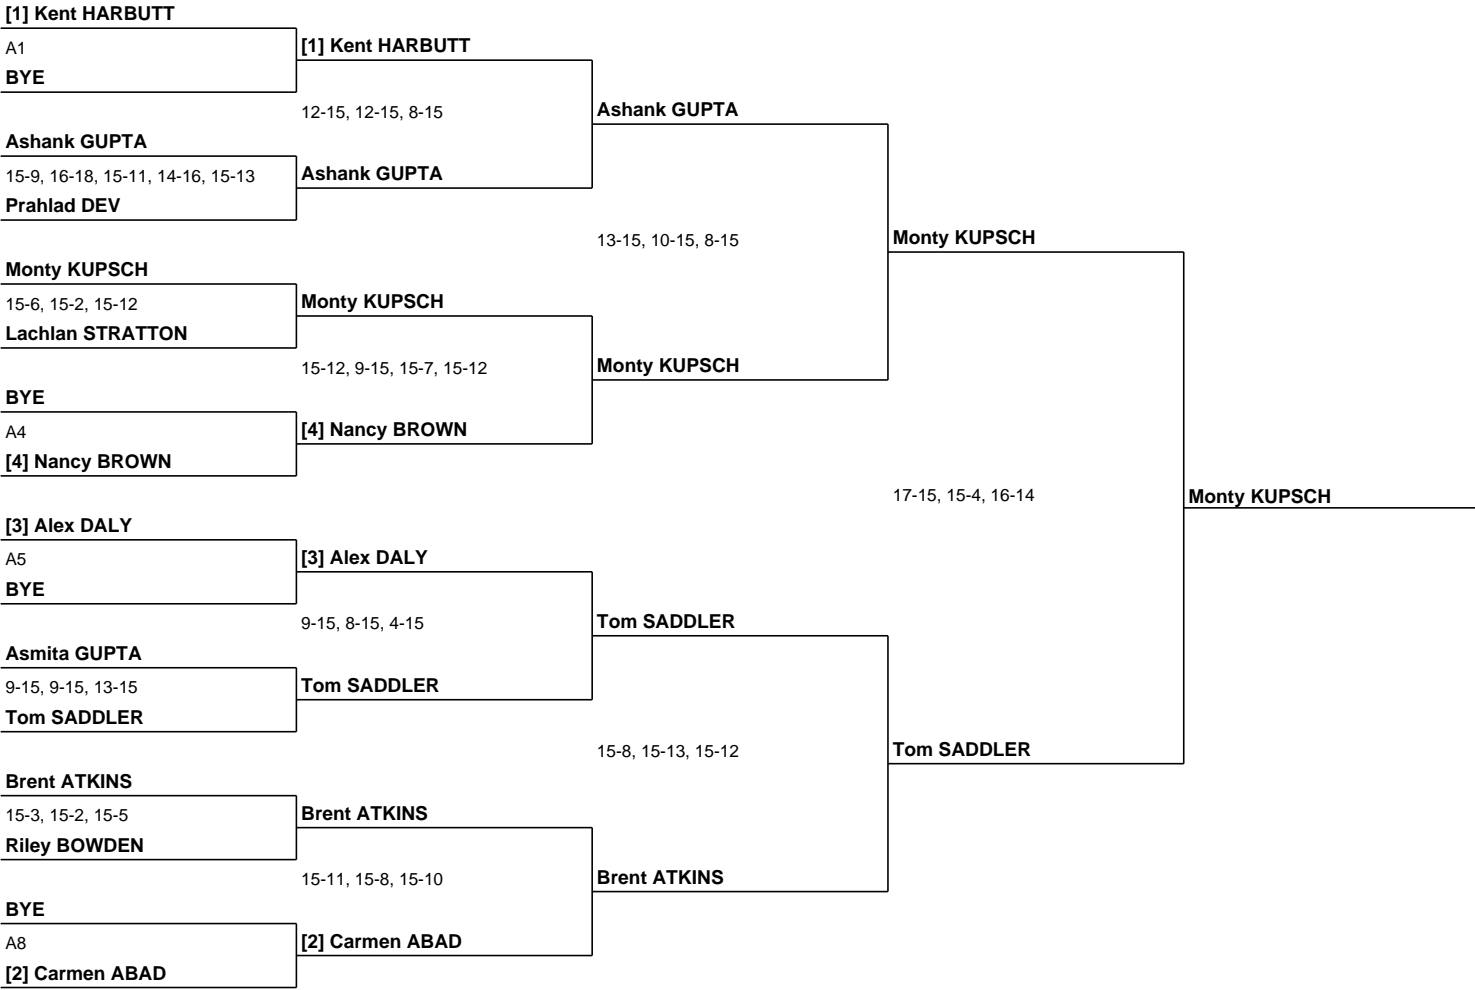 [1] Kent HARBUTT
A1
BYE
Ashank GUPTA
15-9, 16-18, 15-11, 14-16, 15-13
Prahlad DEV
Monty KUPSCH
15-6, 15-2, 15-12
Lachlan STRATTON
BYE
A4
[4] Nancy BROWN
[3] Alex DALY
A5
BYE
Asmita GUPTA
9-15, 9-15, 13-15
Tom SADDLER
Brent ATKINS
15-3, 15-2, 15-5
Riley BOWDEN
BYE
A8
[2] Carmen ABAD
[1] Kent HARBUTT
12-15, 12-15, 8-15
Ashank GUPTA
Monty KUPSCH
15-12, 9-15, 15-7, 15-12
[4] Nancy BROWN
[3] Alex DALY
9-15, 8-15, 4-15
Tom SADDLER
Brent ATKINS
15-11, 15-8, 15-10
[2] Carmen ABAD
Ashank GUPTA
13-15, 10-15, 8-15
Monty KUPSCH
Tom SADDLER
15-8, 15-13, 15-12
Brent ATKINS
Monty KUPSCH
17-15, 15-4, 16-14
Tom SADDLER
Monty KUPSCH